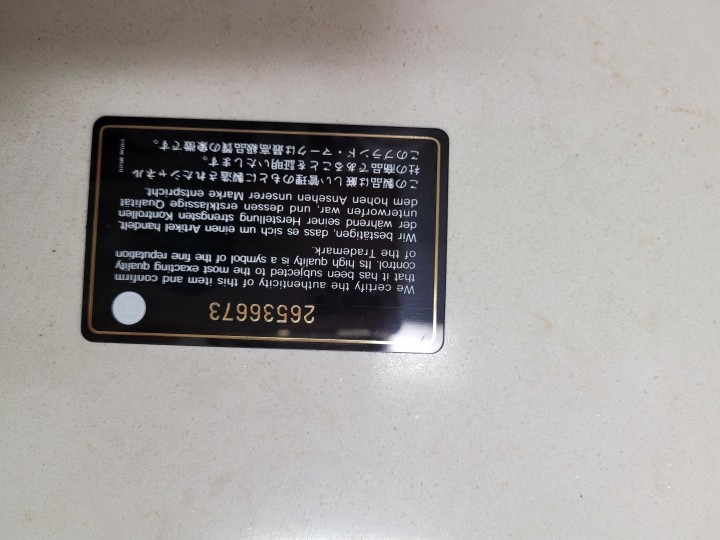 26536673
We certify the authenticity of this item and confirm
that it has been subjected to the most exacting quality
control. Its high quality is a symbol of the fine reputation
of the Trademark.
Wir bestätigen, dass es sich um einen Artikel handelt,
der während seiner Herstellung strengsten Kontrollen
unterworfen war, und dessen erstklassige Qualität
dem hohen Ansehen unserer Marke entspricht.
この製品は厳しい管理のもとに製造されたシャネル
社の商品であることを証明いたします。
このブランド・マークは最高級品質の象徴です。